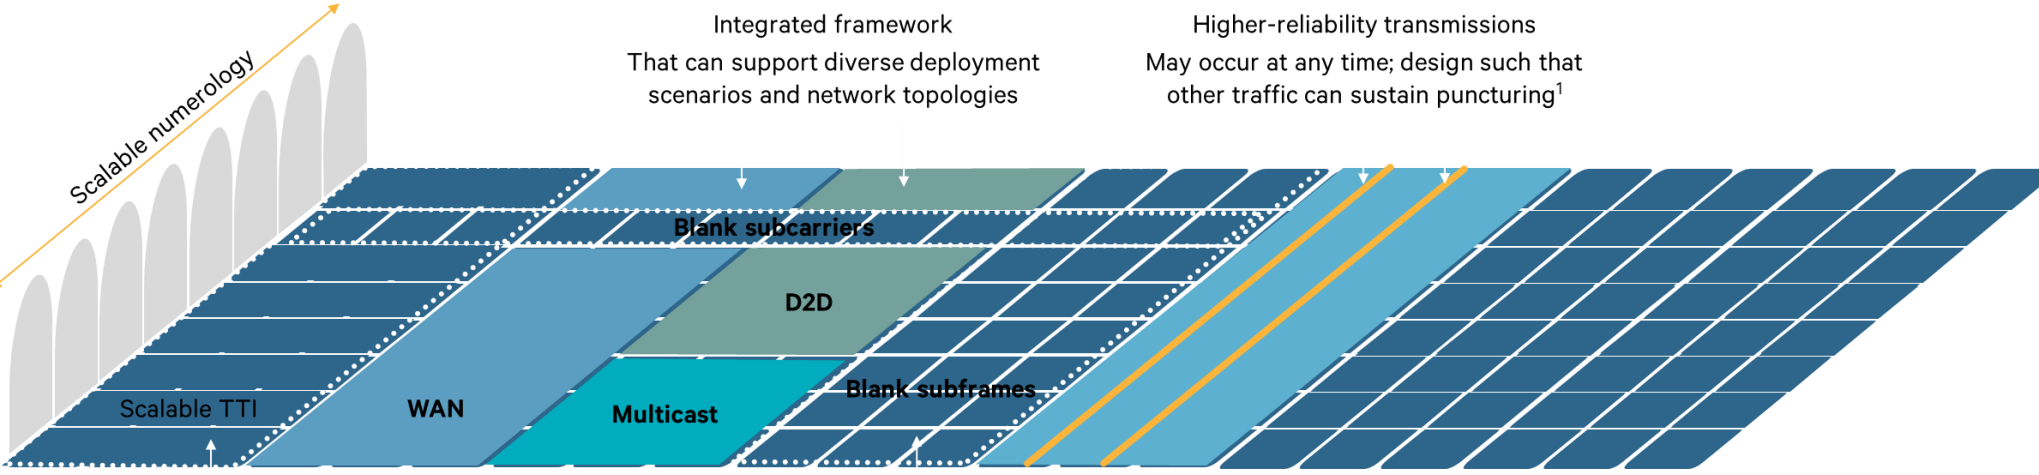 Scalable numerology
Integrated framework
That can support diverse deployment
scenarios and network topologies
Higher-reliability transmissions
May occur at any time; design such that
other traffic can sustain puncturing¹
Blank subcarriers
D2D
Blank subframes
Scalable TTI
WAN
Multicast